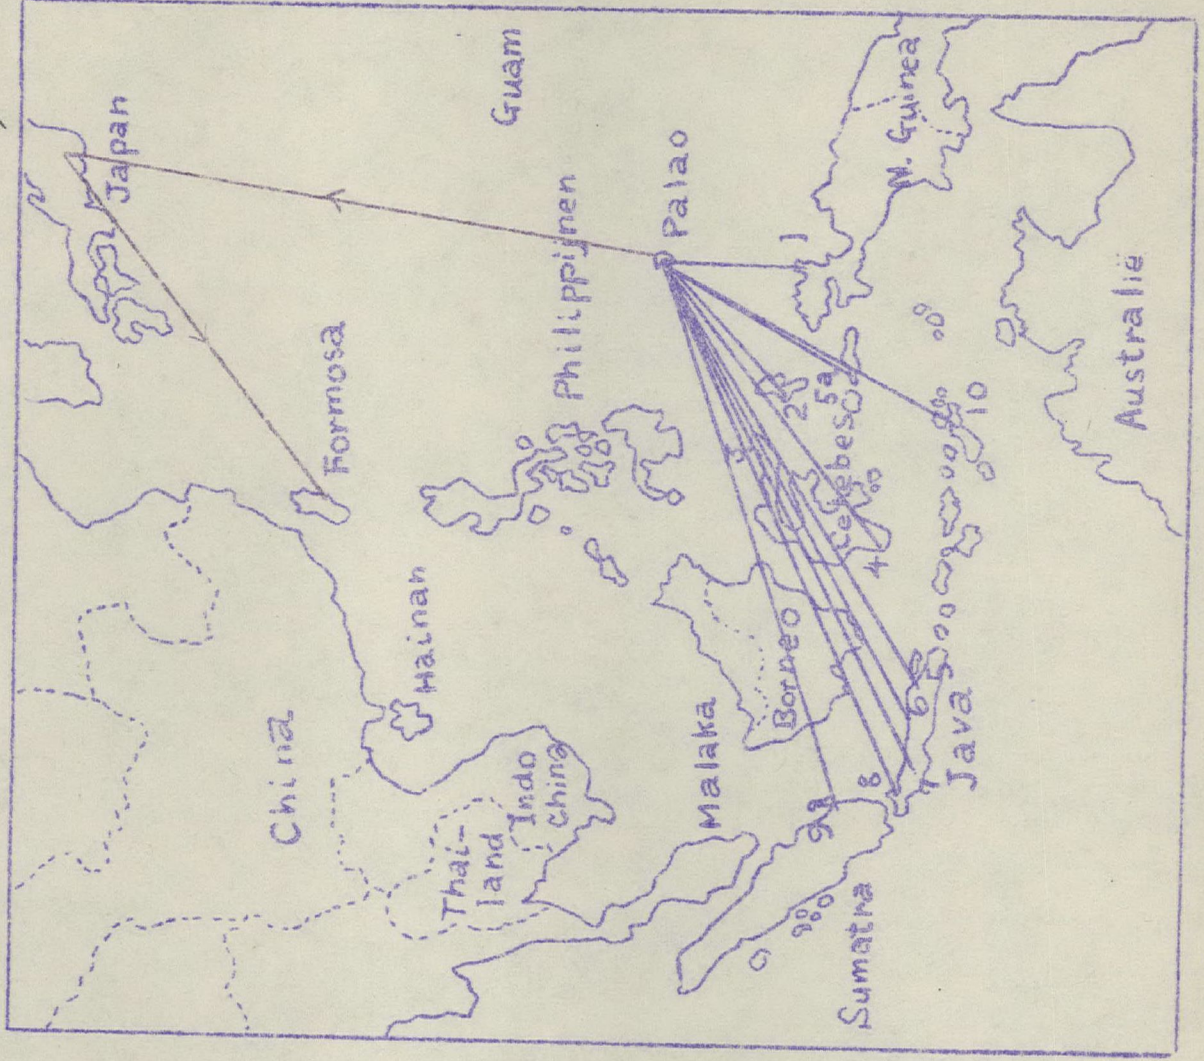 Japan
China
Formosa
Hainan
Guam
Thai-
land
Indo
China
Philippijnen
Palao
Malaka
Borneo
Celebes
N. Guinea
Sumatra
Java
Australië
1
2
4
5
5a
6
7
8
9
10